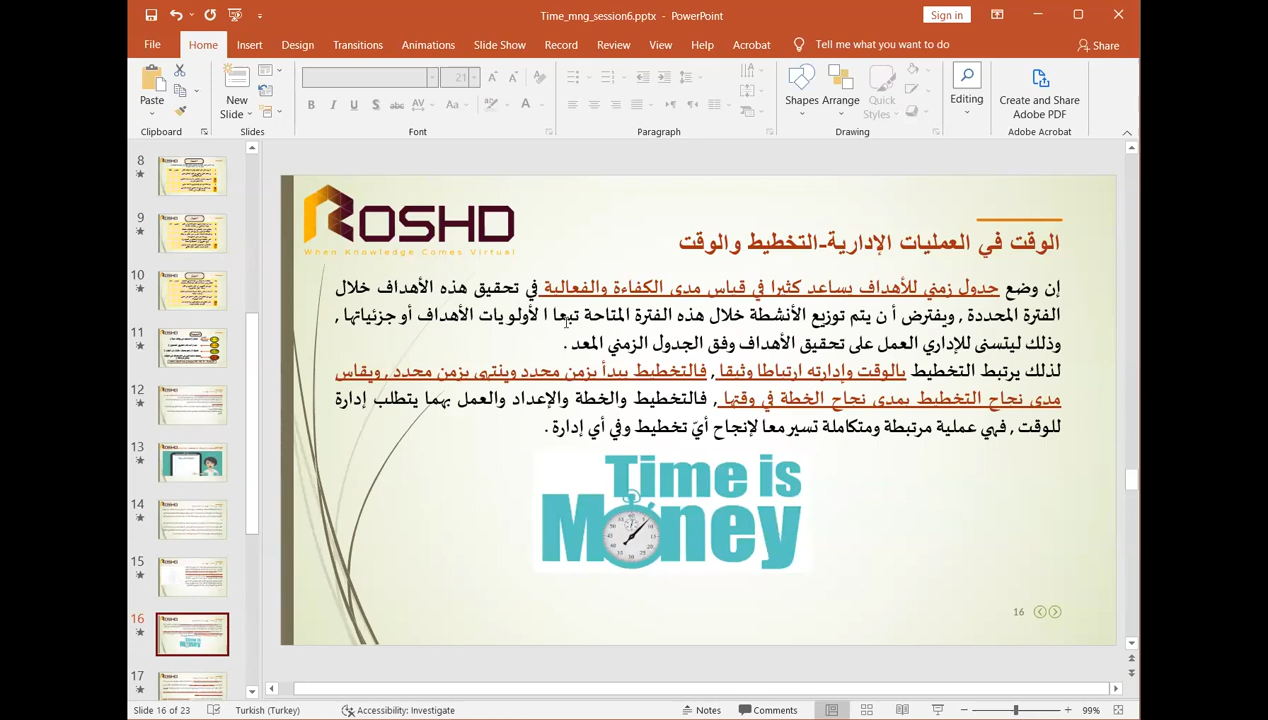 Time_mng_session6.pptx - PowerPoint
Sign in
File Home Insert Design Transitions Animations Slide Show Record Review View Help Acrobat Tell me what you want to do Share
Paste
New Slide
21
B I U S abc AV Aa A
Shapes Arrange Quick Styles
Editing
Create and Share Adobe PDF
Clipboard Slides Font Paragraph Drawing Adobe Acrobat
8
9
10
11
12
13
14
15
16
17
ROSHD
When Knowledge Comes Virtual
الوقت في العمليات الإدارية-التخطيط والوقت
إن وضع جدول زمني للأهداف يساعد كثيرا في قياس مدى الكفاءة والفعالية في تحقيق هذه الأهداف خلال
الفترة المحددة , ويفترض أ ن يتم توزيع الأنشطة خلال هذه الفترة المتاحة تبعا ا لأولويات الأهداف أو جزئياتها ,
وذلك ليتسنى للإداري العمل على تحقيق الأهداف وفق الجدول الزمني المعد .
لذلك يرتبط التخطيط بالوقت وإدارته ارتباطا وثيقا , فالتخطيط يبدأ بزمن محدد وينتهي بزمن محدد , ويقاس
مدى نجاح التخطيط بمدى نجاح الخطة في وقتها , فالتخطيط والخطة والإعداد والعمل بهما يتطلب إدارة
للوقت , فهي عملية مرتبطة ومتكاملة تسير معا لإنجاح أيّ تخطيط وفي أي إدارة .
Time is
Money
16
Slide 16 of 23 Turkish (Turkey) Accessibility: Investigate Notes Comments 99%